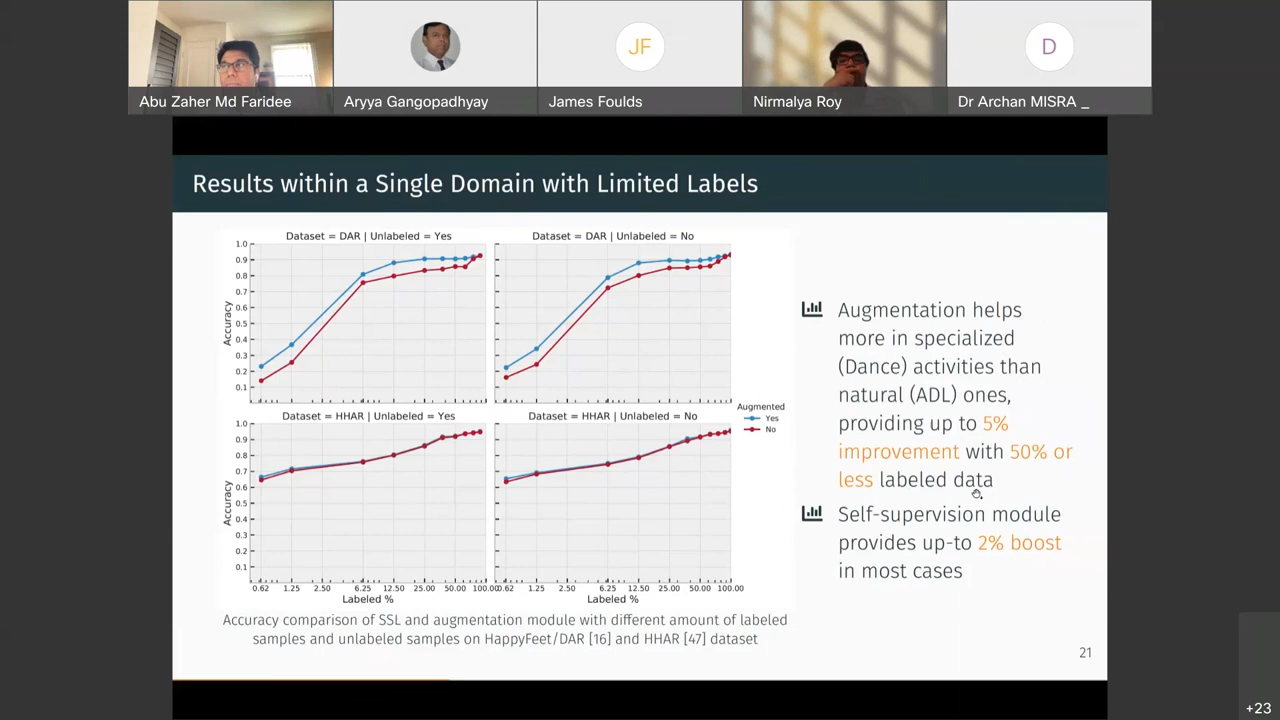 Abu Zaher Md Faridee
Aryya Gangopadhyay
JF
James Foulds
Nirmalya Roy
D
Dr Archan MISRA _
Results within a Single Domain with Limited Labels
Dataset = DAR | Unlabeled = Yes
Dataset = DAR | Unlabeled = No
1.0
0.9
0.8
0.7
0.6
0.5
0.4
0.3
0.2
0.1
Accuracy
Dataset = HHAR | Unlabeled = Yes
Dataset = HHAR | Unlabeled = No
1.0
0.9
0.8
0.7
0.6
0.5
0.4
0.3
0.2
0.1
Accuracy
0.62 1.25 2.50 6.25 12.50 25.00 50.00 100.00
0.62 1.25 2.50 6.25 12.50 25.00 50.00 100.00
Labeled %
Labeled %
Augmented
Yes
No
Augmentation helps
more in specialized
(Dance) activities than
natural (ADL) ones,
providing up to 5%
improvement with 50% or
less labeled data
Self-supervision module
provides up-to 2% boost
in most cases
Accuracy comparison of SSL and augmentation module with different amount of labeled
samples and unlabeled samples on HappyFeet/DAR [16] and HHAR [47] dataset
21
+23